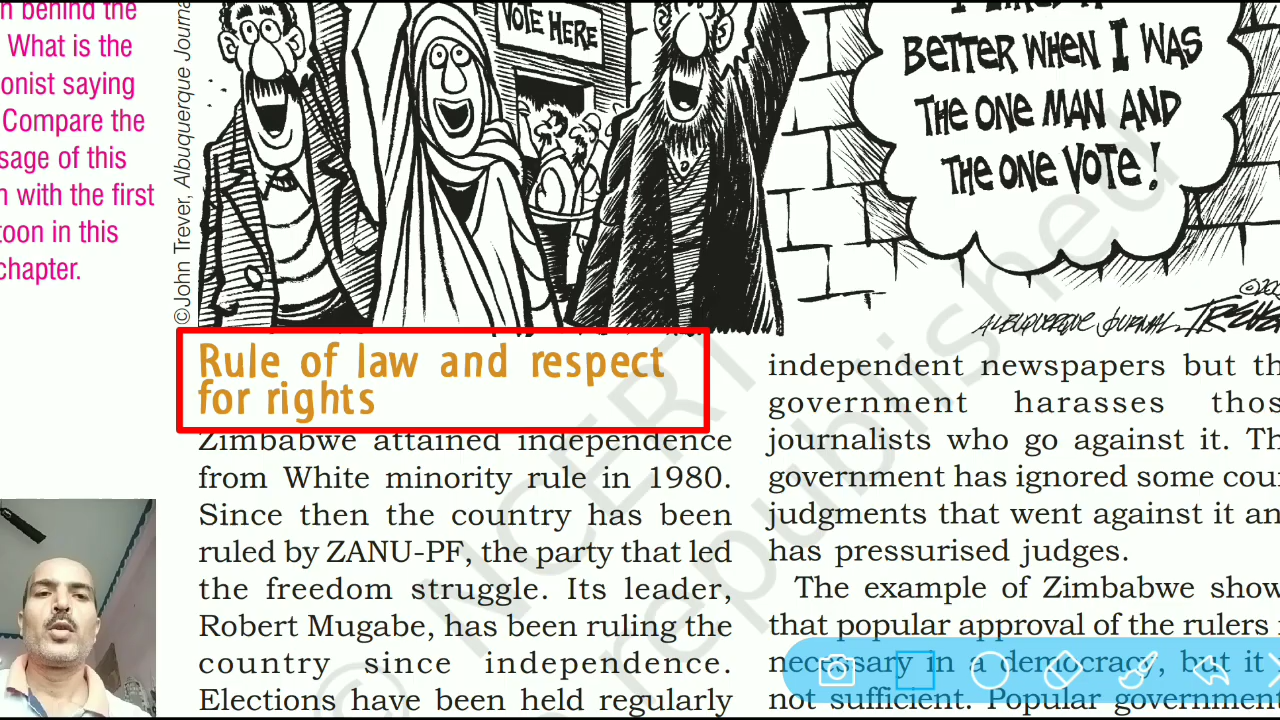 n behind the
What is the
onist saying
Compare the
sage of this
n with the first
toon in this
chapter.
©John Trever, Albuquerque Journa
VOTE HERE
BETTER WHEN I WAS
THE ONE MAN AND
THE ONE VOTE!
ALBUQUERQUE JOURNAL
Rule of law and respect
for rights
Zimbabwe attained independence
from White minority rule in 1980.
Since then the country has been
ruled by ZANU-PF, the party that led
the freedom struggle. Its leader,
Robert Mugabe, has been ruling the
country since independence.
Elections have been held regularly
independent newspapers but th
government harasses thos
journalists who go against it. Th
government has ignored some cour
judgments that went against it an
has pressurised judges.
The example of Zimbabwe show
that popular approval of the rulers i
necessary in a democracy, but it
not sufficient. Popular government
© NCERT
republished